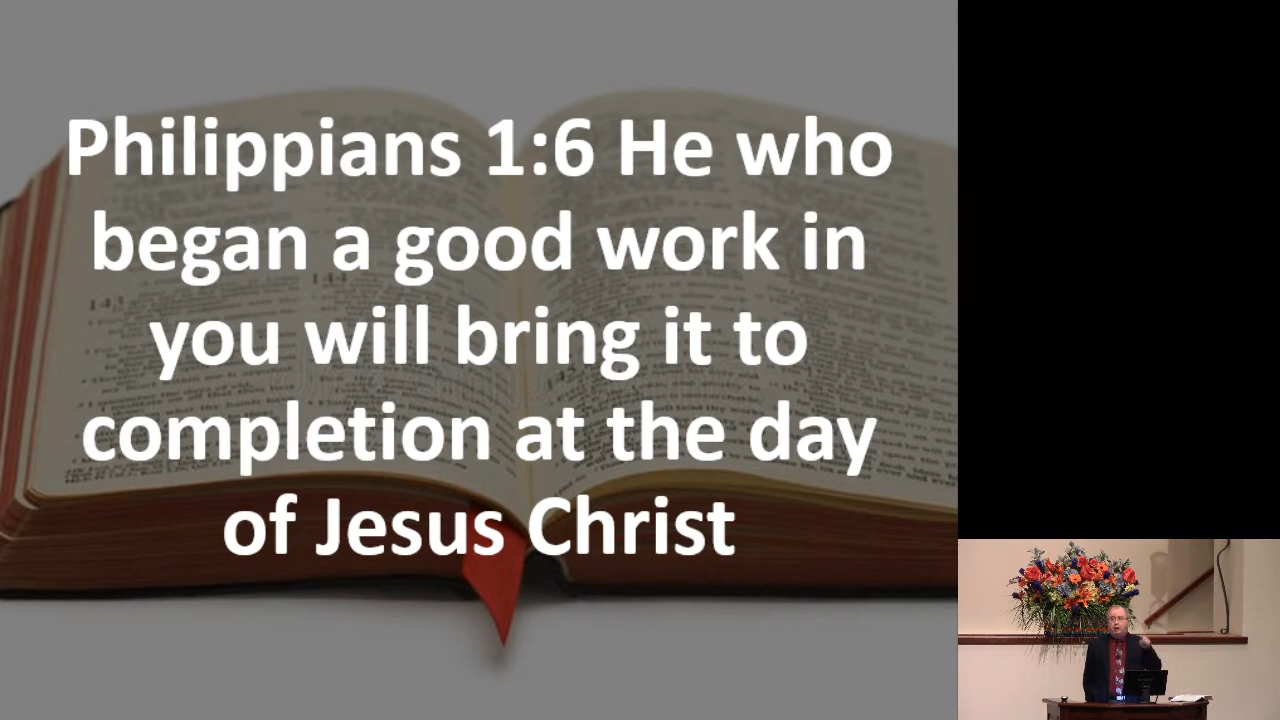 Philippians 1:6 He who
began a good work in
you will bring it to
completion at the day
of Jesus Christ